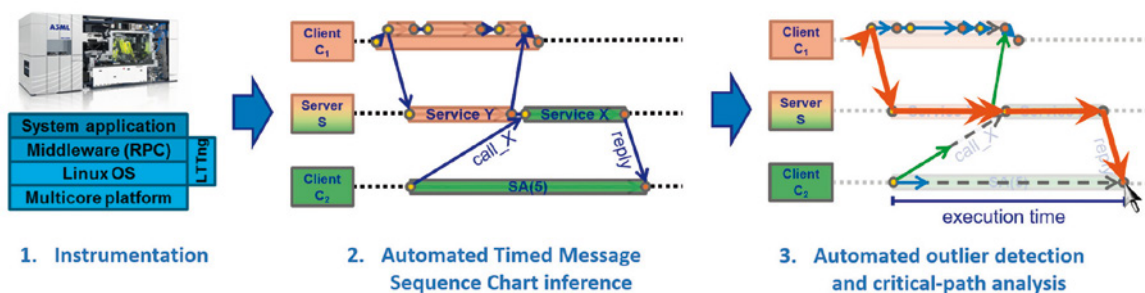 ASML
System application
Middleware (RPC)
Linux OS
Multicore platform
LTTng
1. Instrumentation
Client
C1
Server
S
Client
C2
Service Y
Service X
call_X
reply
SA(5)
2. Automated Timed Message
Sequence Chart inference
Client
C1
Server
S
Client
C2
call_X
reply
execution time
3. Automated outlier detection
and critical-path analysis